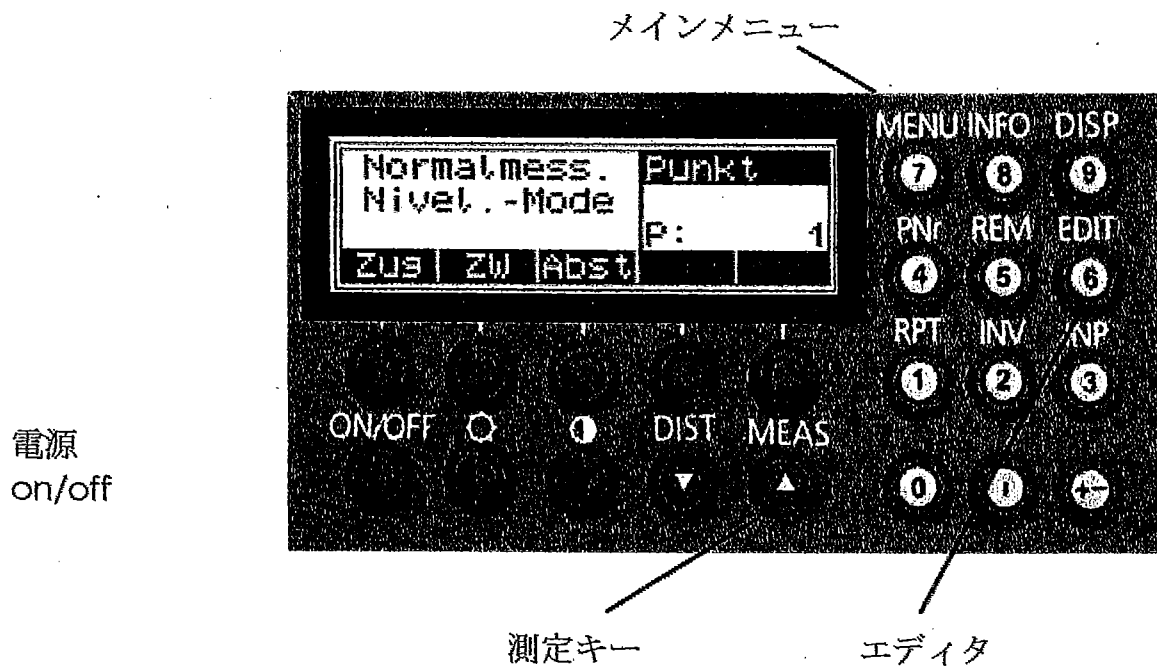 メインメニュー
MENU INFO DISP
Normalmess. Punkt
Nivel.-Mode
P: 1
Zug ZW Abst
7 8 9
PNr REM EDIT
4 5 6
RPT INV INP
1 2 3
ON/OFF DIST MEAS
0
電源
on/off
測定キー エディタ